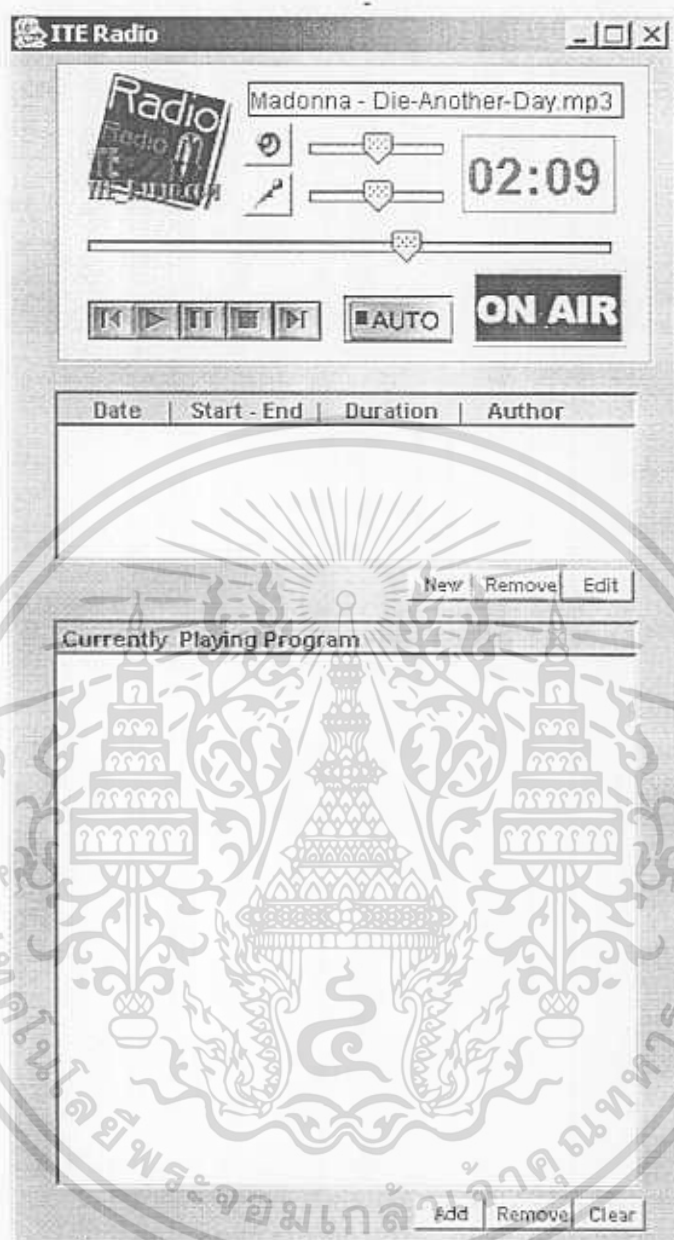 ITE Radio
Radio
Madonna - Die-Another-Day.mp3
02:09
AUTO
ON AIR
Date | Start - End | Duration | Author
New Remove Edit
Currently Playing Program
Add Remove Clear